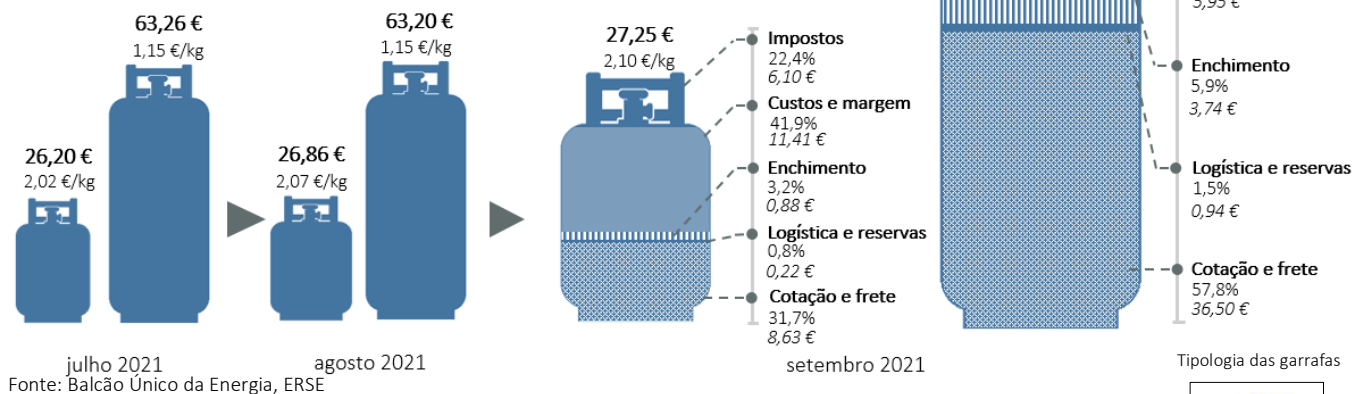 63,26 €
1,15 €/kg
26,20 €
2,02 €/kg
julho 2021
63,20 €
1,15 €/kg
26,86 €
2,07 €/kg
agosto 2021
27,25 €
2,10 €/kg
Impostos
22,4%
6,10 €
Custos e margem
41,9%
11,41 €
Enchimento
3,2%
0,88 €
Logística e reservas
0,8%
0,22 €
Cotação e frete
31,7%
8,63 €
setembro 2021
Enchimento
5,9%
3,74 €
Logística e reservas
1,5%
0,94 €
Cotação e frete
57,8%
36,50 €
Tipologia das garrafas
Fonte: Balcão Único da Energia, ERSE